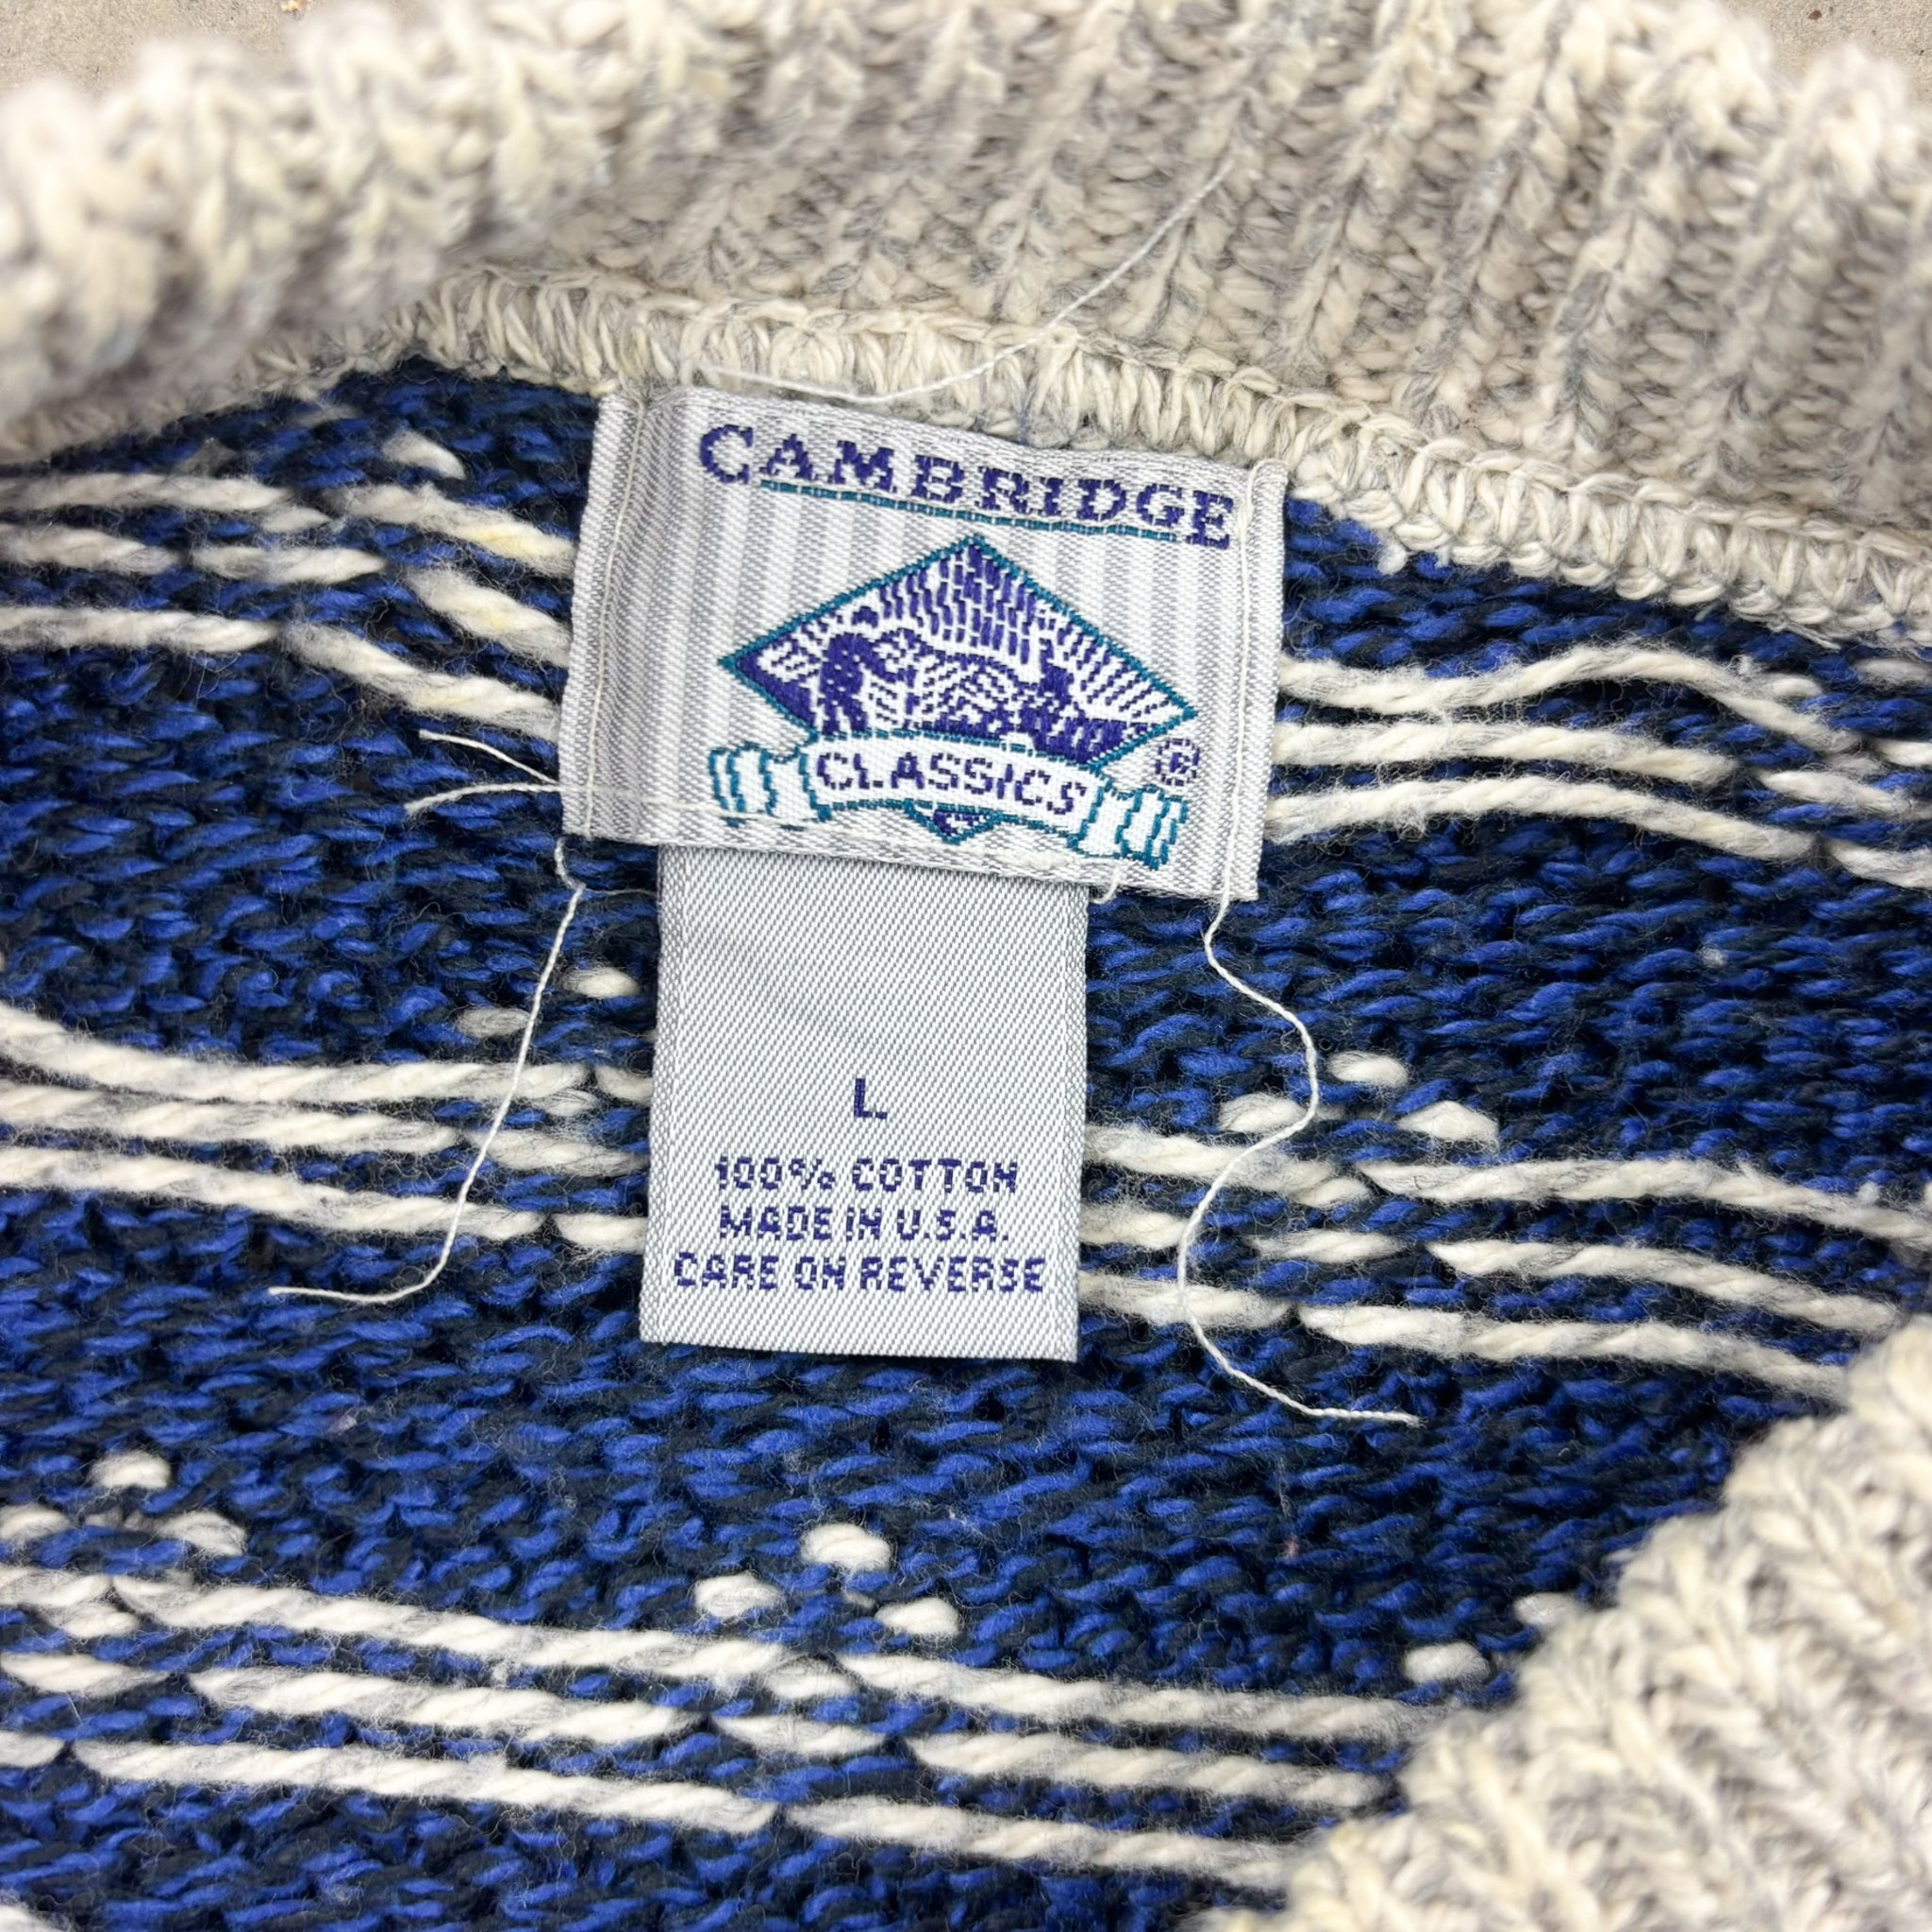 CAMBRIDGE
CLASSICS ®
L.
100% COTTON
MADE IN U.S.A.
CARE ON REVERSE